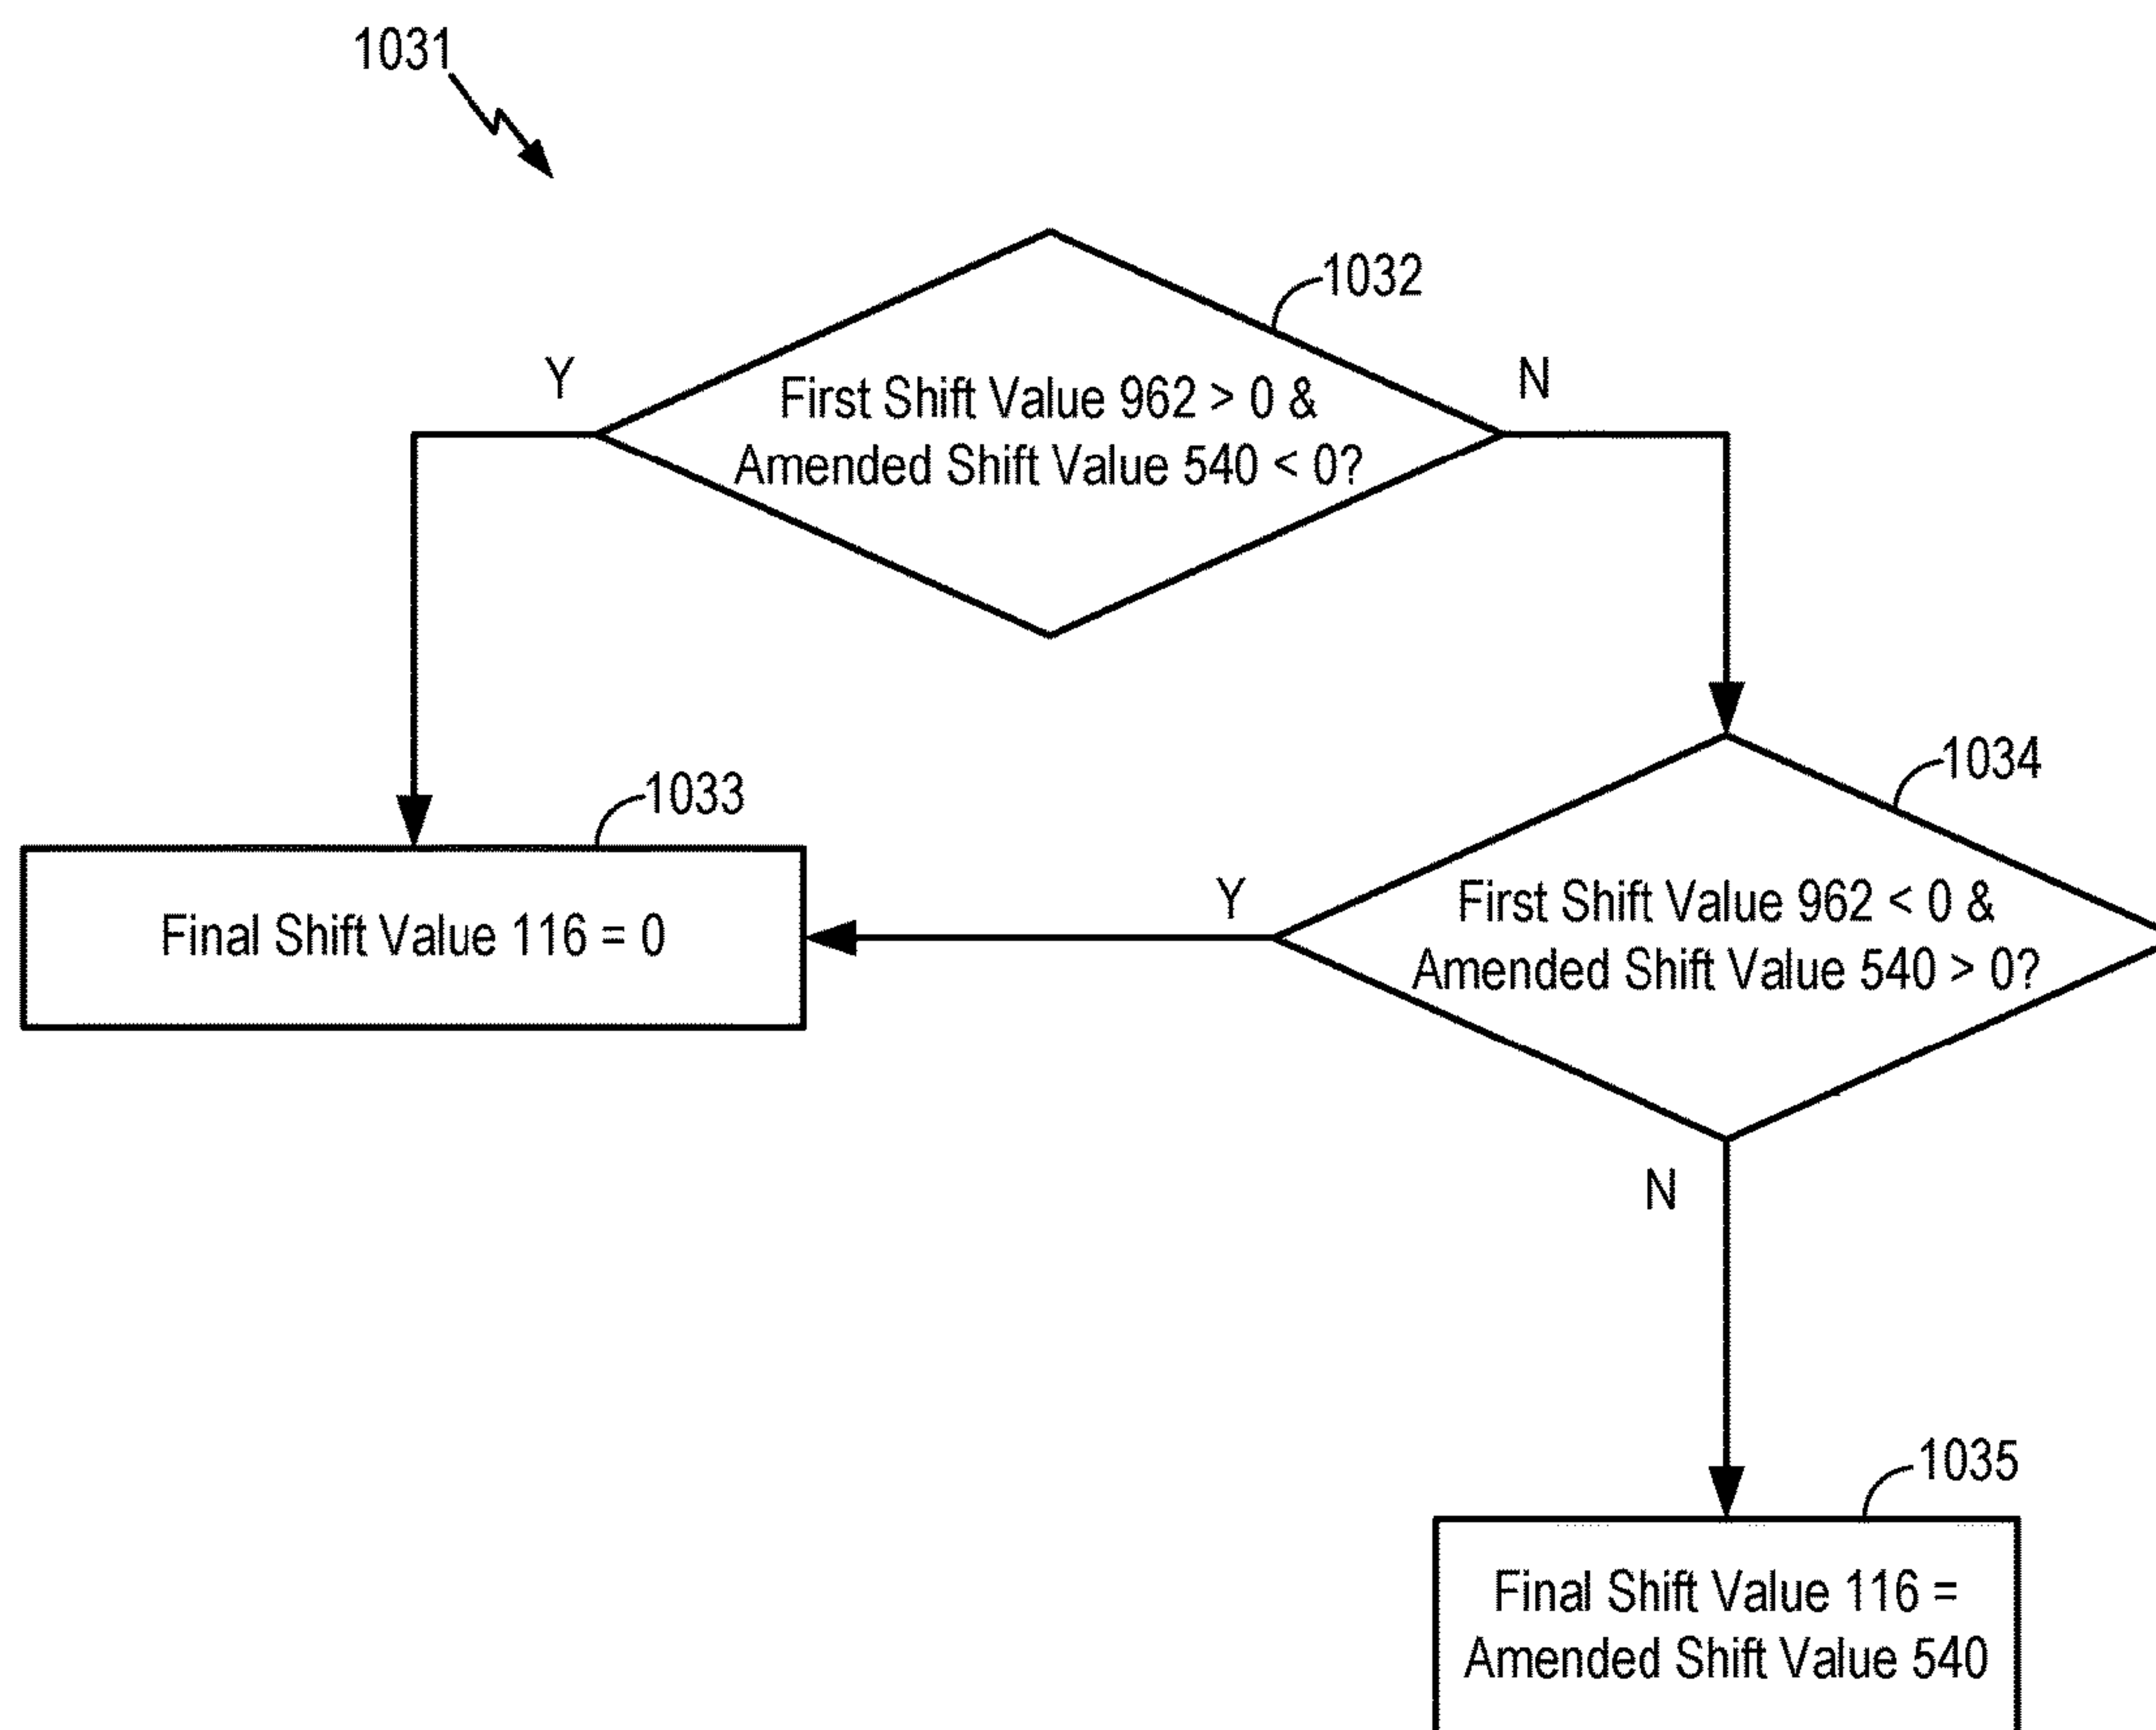 1031
1032
Y
N
First Shift Value 962 > 0 &
Amended Shift Value 540 < 0?
1033
1034
Final Shift Value 116 = 0
Y
First Shift Value 962 < 0 &
Amended Shift Value 540 > 0?
N
1035
Final Shift Value 116 =
Amended Shift Value 540